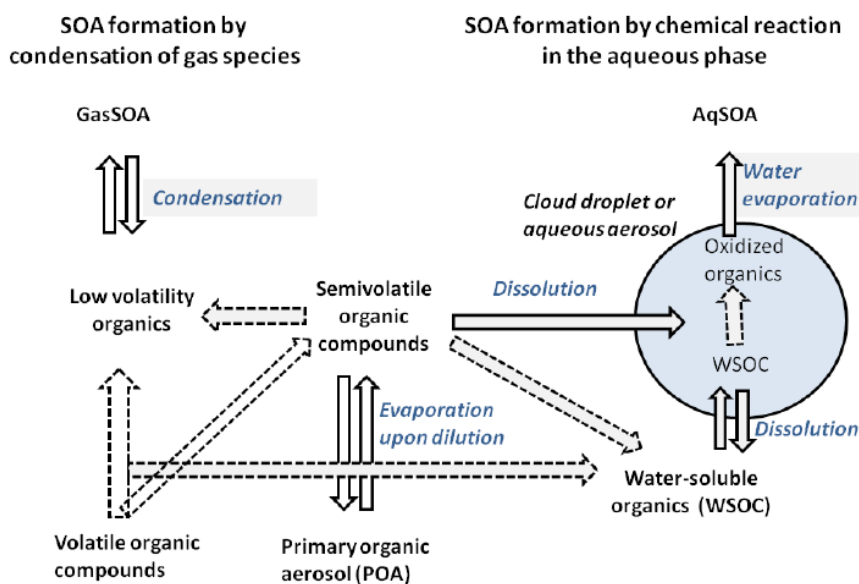 SOA formation by
condensation of gas species
SOA formation by chemical reaction
in the aqueous phase
GasSOA
AqSOA
Condensation
Water
evaporation
Cloud droplet or
aqueous aerosol
Oxidized
organics
Low volatility
organics
Semivolatile
organic
compounds
Dissolution
WSOC
Evaporation
upon dilution
Dissolution
Water-soluble
organics (WSOC)
Volatile organic
compounds
Primary organic
aerosol (POA)